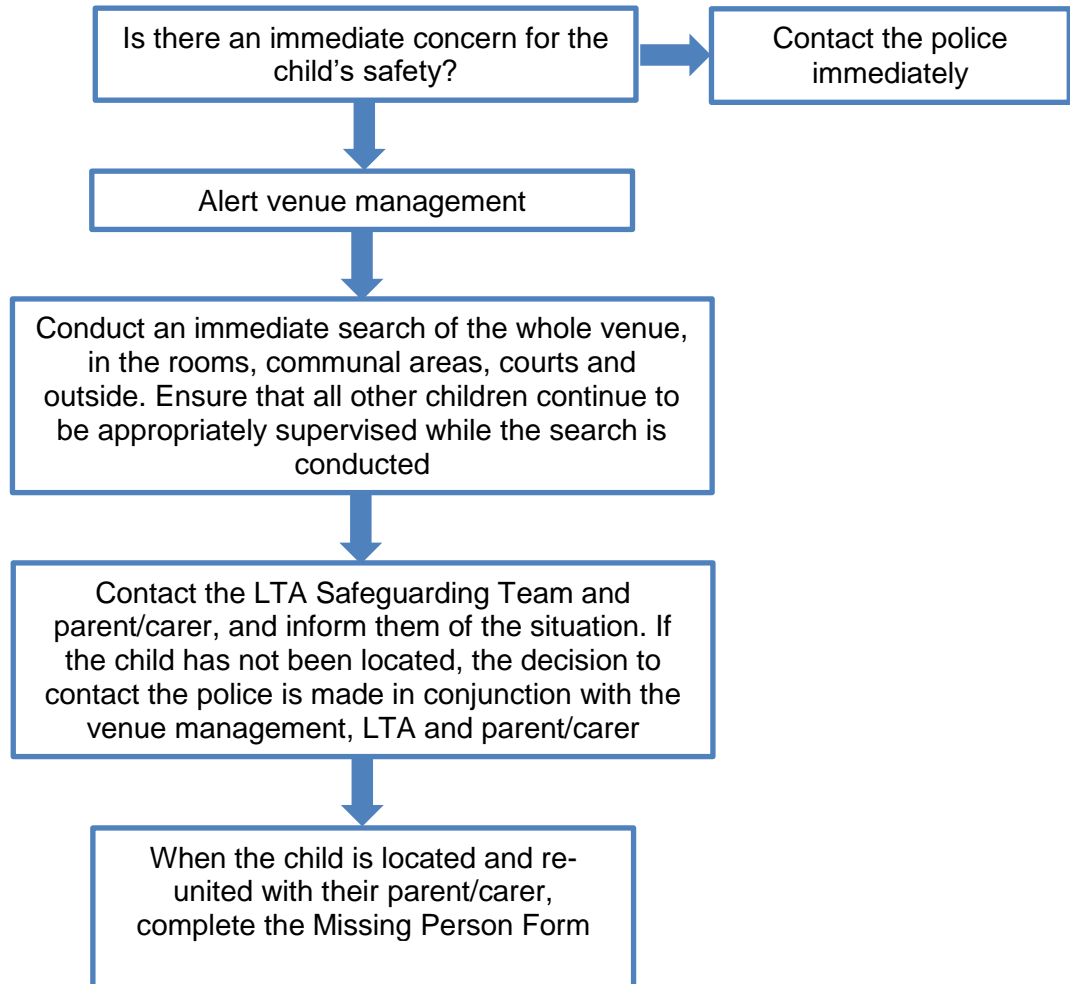 Is there an immediate concern for the
child’s safety?
Contact the police
immediately
Alert venue management
Conduct an immediate search of the whole venue,
in the rooms, communal areas, courts and
outside. Ensure that all other children continue to
be appropriately supervised while the search is
conducted
Contact the LTA Safeguarding Team and
parent/carer, and inform them of the situation. If
the child has not been located, the decision to
contact the police is made in conjunction with the
venue management, LTA and parent/carer
When the child is located and re-
united with their parent/carer,
complete the Missing Person Form